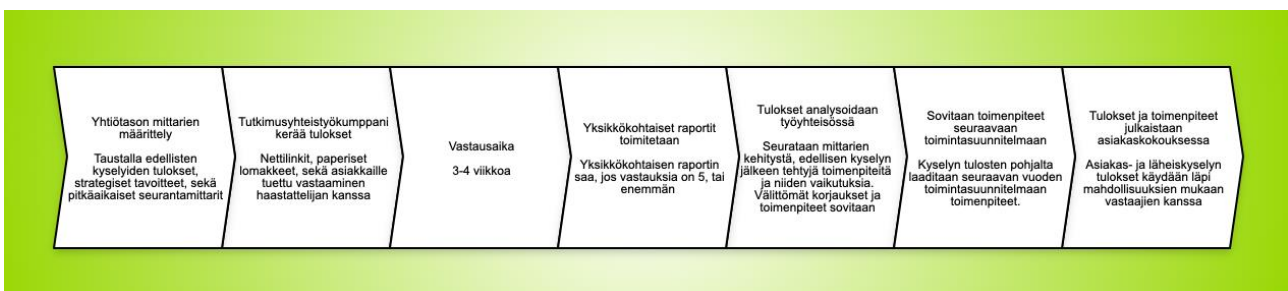 Yhtiötason mittarien
määrittely
Taustalla edellisten
kyselyiden tulokset,
strategiset tavoitteet, sekä
pitkäaikaiset seurantamittarit
Tutkimusyhteistyökumppani
kerää tulokset
Nettilinkit, paperiset
lomakkeet, sekä asiakkaille
tuettu vastaaminen
haastattelijan kanssa
Vastausaika
3-4 viikkoa
Yksikkökohtaiset raportit
toimitetaan
Yksikkökohtaisen raportin
saa, jos vastauksia on 5, tai
enemmän
Tulokset analysoidaan
työyhteisössä
Seurataan mittarien
kehitystä, edellisen kyselyn
jälkeen tehtyjä toimenpiteitä
ja niiden vaikutuksia.
Välittömät korjaukset ja
toimenpiteet sovitaan
Sovitaan toimenpiteet
seuraavaan
toimintasuunnitelmaan
Kyselyn tulosten pohjalta
laaditaan seuraavan vuoden
toimintasuunnitelmaan
toimenpiteet.
Tulokset ja toimenpiteet
julkaistaan
asiakaskokouksessa
Asiakas- ja läheiskyselyn
tulokset käydään läpi
mahdollisuuksien mukaan
vastaajien kanssa